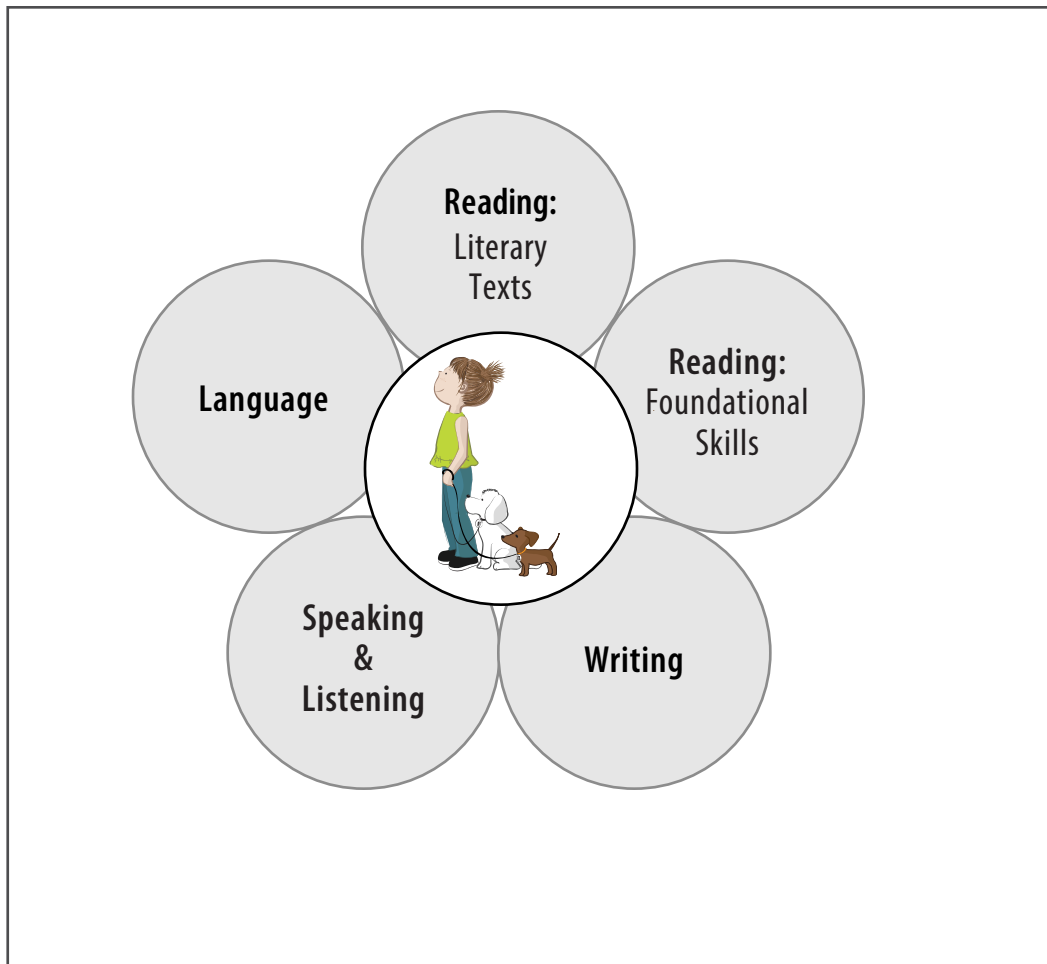 Reading:
Literary
Texts
Reading:
Foundational
Skills
Language
Speaking
&
Listening
Writing